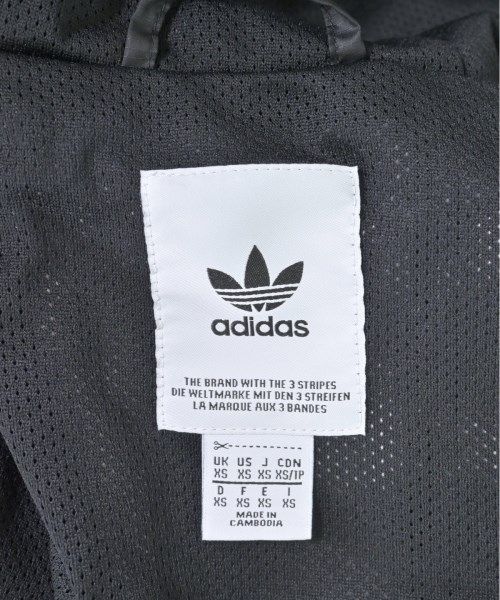 adidas
THE BRAND WITH THE 3 STRIPES
DIE WELTMARKE MIT DEN 3 STREIFEN
LA MARQUE AUX 3 BANDES
UK US J CDN
XS XS XS XS/TP
D F E I
XS XS XS XS
MADE IN
CAMBODIA